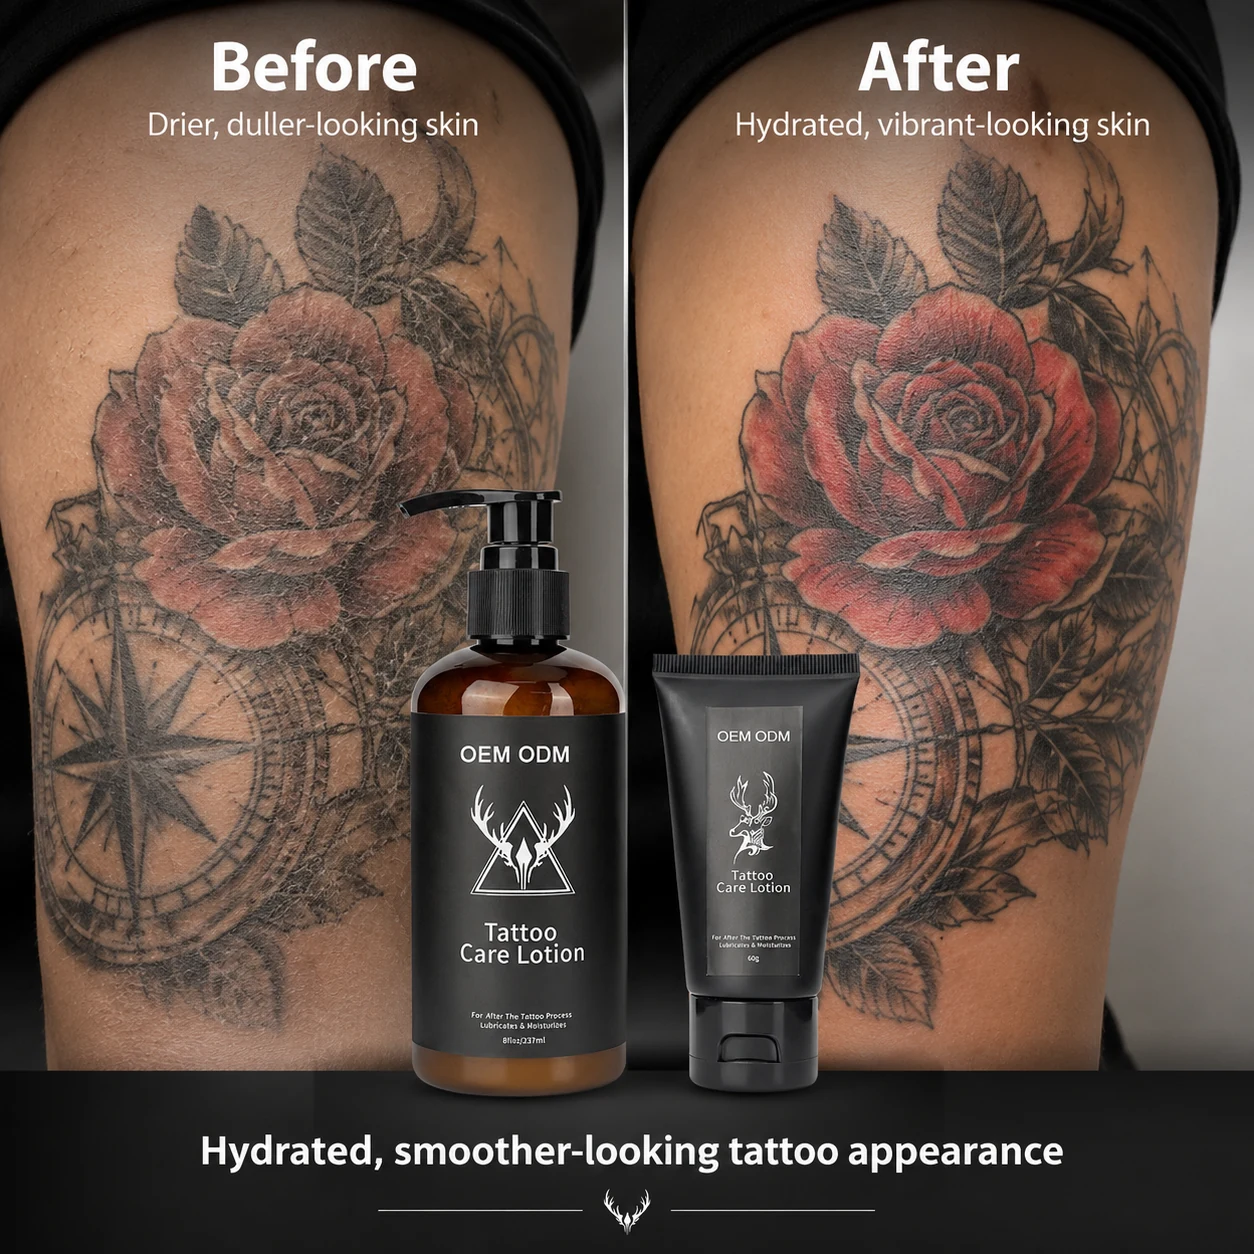 Before
Drier, duller-looking skin
After
Hydrated, vibrant-looking skin
OEM ODM
Tattoo
Care Lotion
For After The Tattoo Process
Lubricates & Moisturizes
8floz/237ml
OEM ODM
Tattoo
Care Lotion
For After The Tattoo Process
Lubricates & Moisturizes
60g
Hydrated, smoother-looking tattoo appearance